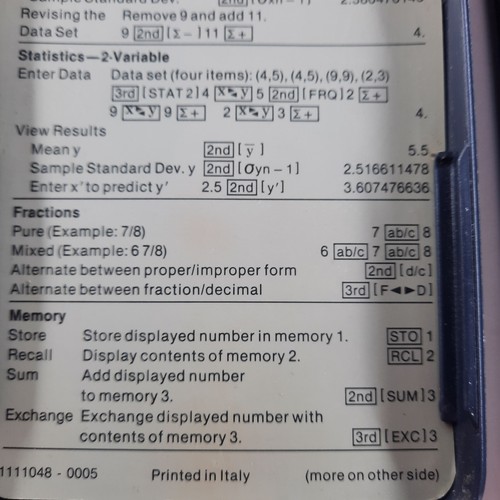 Revising the Remove 9 and add 11.
Data Set 9 2nd [Σ−] 11 Σ+ 4.
Statistics—2-Variable
Enter Data Data set (four items): (4,5), (4,5), (9,9), (2,3)
3rd [STAT 2] 4 x⇄y 5 2nd [FRQ] 2 Σ+
9 x⇄y 9 Σ+ 2 x⇄y 3 Σ+ 4.
View Results
Mean y 2nd [ȳ] 5.5
Sample Standard Dev. y 2nd [σyn − 1] 2.516611478
Enter x' to predict y' 2.5 2nd [y'] 3.607476636
Fractions
Pure (Example: 7/8) 7 ab/c 8
Mixed (Example: 6 7/8) 6 ab/c 7 ab/c 8
Alternate between proper/improper form 2nd [d/c]
Alternate between fraction/decimal 3rd [F◄►D]
Memory
Store Store displayed number in memory 1. STO 1
Recall Display contents of memory 2. RCL 2
Sum Add displayed number
to memory 3. 2nd [SUM] 3
Exchange Exchange displayed number with
contents of memory 3. 3rd [EXC] 3
1111048 - 0005 Printed in Italy (more on other side)